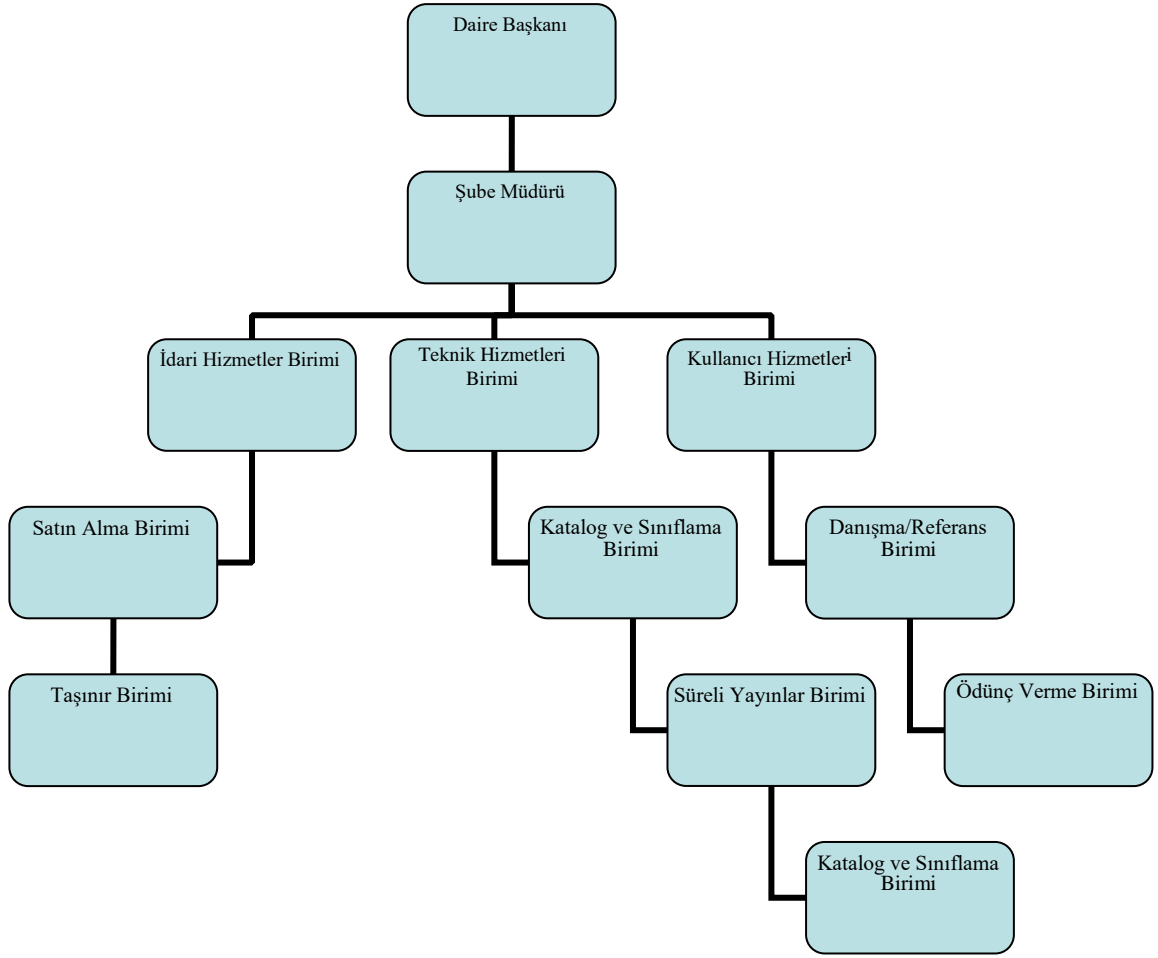 Daire Başkanı
Şube Müdürü
İdari Hizmetler Birimi
Teknik Hizmetleri
Birimi
Kullanıcı Hizmetleri
Birimi
Satın Alma Birimi
Katalog ve Sınıflama
Birimi
Danışma/Referans
Birimi
Taşınır Birimi
Süreli Yayınlar Birimi
Ödünç Verme Birimi
Katalog ve Sınıflama
Birimi